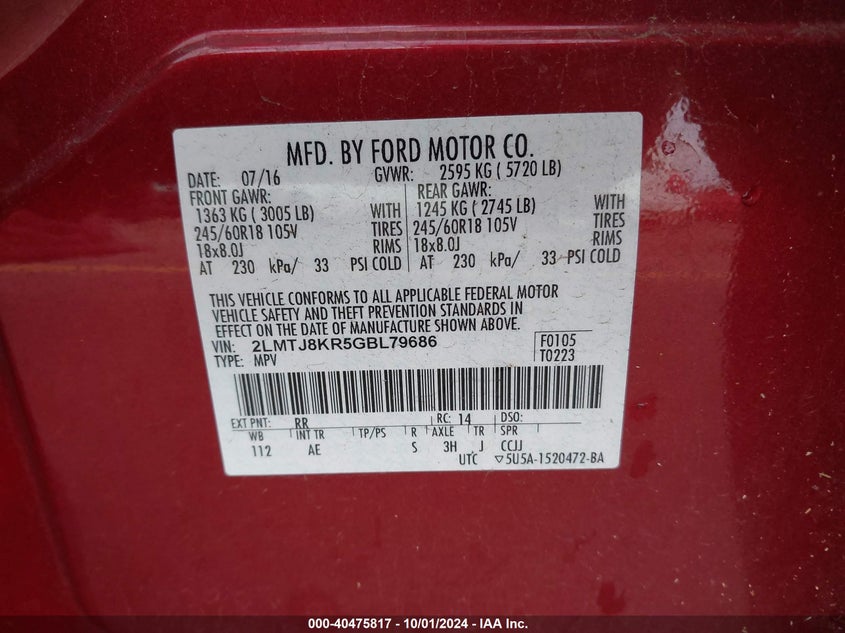 MFD. BY FORD MOTOR CO.
DATE: 07/16 GVWR: 2595 KG ( 5720 LB)
FRONT GAWR: REAR GAWR:
1363 KG ( 3005 LB) WITH 1245 KG ( 2745 LB) WITH
245/60R18 105V TIRES 245/60R18 105V TIRES
18x8.0J RIMS 18x8.0J RIMS
AT 230 kPa/ 33 PSI COLD AT 230 kPa/ 33 PSI COLD
THIS VEHICLE CONFORMS TO ALL APPLICABLE FEDERAL MOTOR
VEHICLE SAFETY AND THEFT PREVENTION STANDARDS IN
EFFECT ON THE DATE OF MANUFACTURE SHOWN ABOVE.
VIN: 2LMTJ8KR5GBL79686 F0105
TYPE: MPV T0223
EXT PNT: RR RC: 14 DSO:
WB INT TR TP/PS R AXLE TR SPR
112 AE S 3H J CCJJ
UTC ▽5U5A-1520472-BA
000-40475817 - 10/01/2024 - IAA Inc.